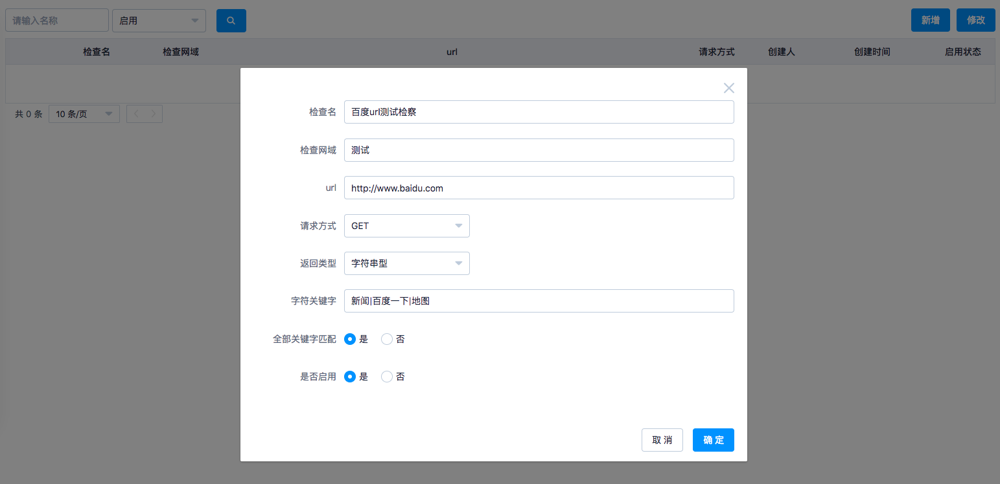 请输入名称 启用 新增 修改
检查名 检查网域 url 请求方式 创建人 创建时间 启用状态
共 0 条 10 条/页
检查名 百度url测试检察
检查网域 测试
url http://www.baidu.com
请求方式 GET
返回类型 字符串型
字符关键字 新闻|百度一下|地图
全部关键字匹配 是 否
是否启用 是 否
取 消 确 定